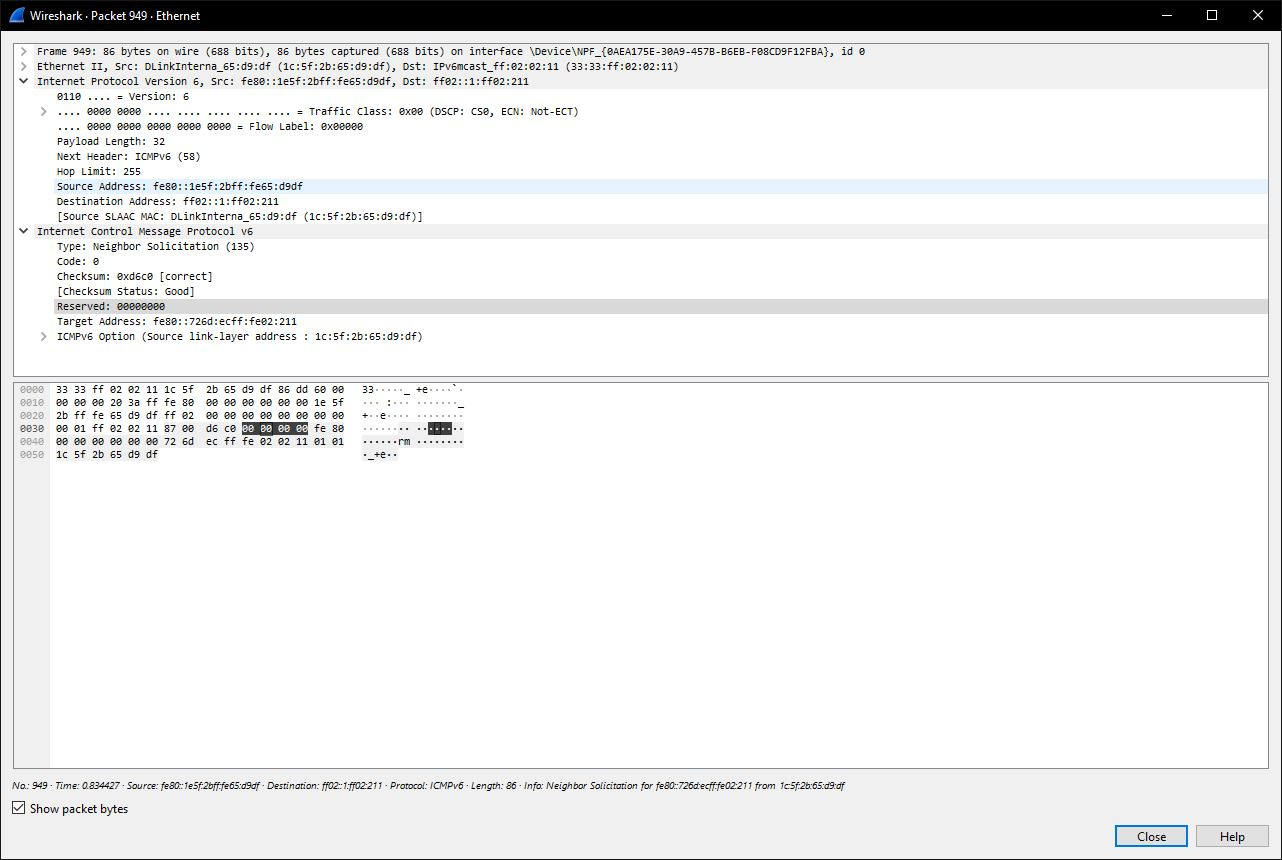 Wireshark · Packet 949 · Ethernet
Frame 949: 86 bytes on wire (688 bits), 86 bytes captured (688 bits) on interface \Device\NPF_{0AEA175E-30A9-457B-B6EB-F08CD9F12FBA}, id 0
Ethernet II, Src: DLinkInterna_65:d9:df (1c:5f:2b:65:d9:df), Dst: IPv6mcast_ff:02:02:11 (33:33:ff:02:02:11)
Internet Protocol Version 6, Src: fe80::1e5f:2bff:fe65:d9df, Dst: ff02::1:ff02:211
0110 .... = Version: 6
.... 0000 0000 .... .... .... .... .... = Traffic Class: 0x00 (DSCP: CS0, ECN: Not-ECT)
.... 0000 0000 0000 0000 0000 = Flow Label: 0x00000
Payload Length: 32
Next Header: ICMPv6 (58)
Hop Limit: 255
Source Address: fe80::1e5f:2bff:fe65:d9df
Destination Address: ff02::1:ff02:211
[Source SLAAC MAC: DLinkInterna_65:d9:df (1c:5f:2b:65:d9:df)]
Internet Control Message Protocol v6
Type: Neighbor Solicitation (135)
Code: 0
Checksum: 0xd6c0 [correct]
[Checksum Status: Good]
Reserved: 00000000
Target Address: fe80::726d:ecff:fe02:211
ICMPv6 Option (Source link-layer address : 1c:5f:2b:65:d9:df)
0000 33 33 ff 02 02 11 1c 5f 2b 65 d9 df 86 dd 60 00 33·····_ +e····`·
0010 00 00 00 20 3a ff fe 80 00 00 00 00 00 00 1e 5f ··· :··· ·······_
0020 2b ff fe 65 d9 df ff 02 00 00 00 00 00 00 00 00 +··e···· ········
0030 00 01 ff 02 02 11 87 00 d6 c0 00 00 00 00 fe 80 ········ ········
0040 00 00 00 00 00 00 72 6d ec ff fe 02 02 11 01 01 ······rm ········
0050 1c 5f 2b 65 d9 df ·_+e··
No.: 949 · Time: 0.834427 · Source: fe80::1e5f:2bff:fe65:d9df · Destination: ff02::1:ff02:211 · Protocol: ICMPv6 · Length: 86 · Info: Neighbor Solicitation for fe80::726d:ecff:fe02:211 from 1c:5f:2b:65:d9:df
Show packet bytes
Close Help